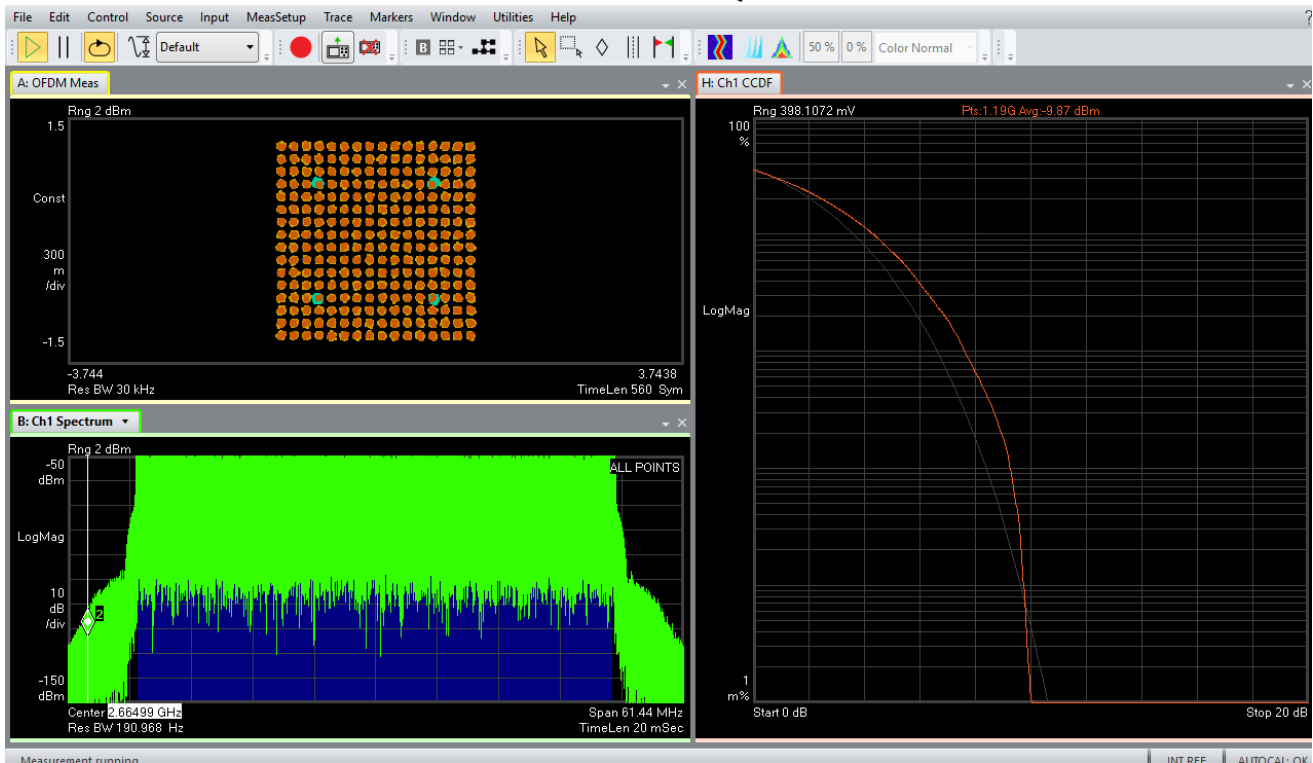 File Edit Control Source Input MeasSetup Trace Markers Window Utilities Help ?
Default B 50 % 0 % Color Normal
A: OFDM Meas
Rng 2 dBm
1.5
Const
300
m
/div
-1.5
-3.744 3.7438
Res BW 30 kHz TimeLen 560 Sym
B: Ch1 Spectrum
Rng 2 dBm
-50
dBm
ALL POINTS
LogMag
10
dB
/div
2
-150
dBm
Center 2.66499 GHz Span 61.44 MHz
Res BW 190.968 Hz TimeLen 20 mSec
H: Ch1 CCDF
Rng 398.1072 mV Pts:1.19G Avg:-9.87 dBm
100
%
LogMag
1
m%
Start 0 dB Stop 20 dB
Measurement running INT REF AUTOCAL: OK